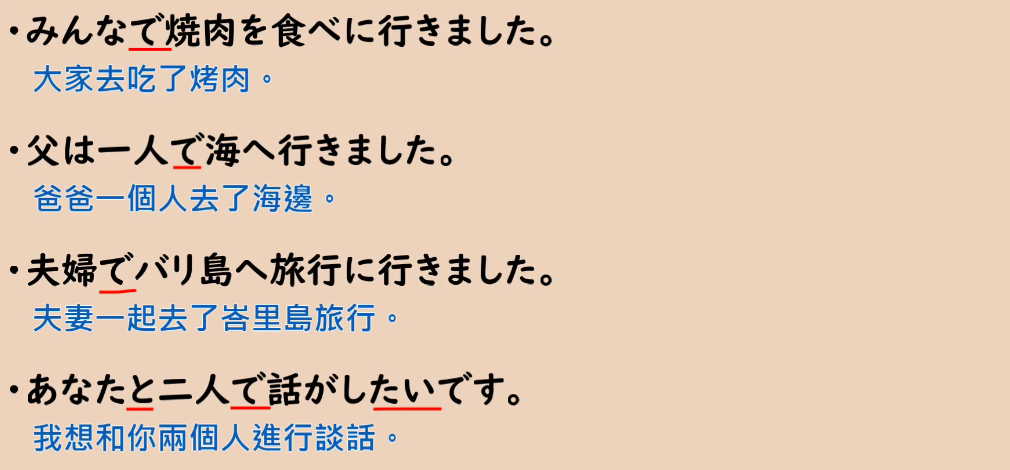 ・みんなで焼肉を食べに行きました。
大家去吃了烤肉。
・父は一人で海へ行きました。
爸爸一個人去了海邊。
・夫婦でバリ島へ旅行に行きました。
夫妻一起去了峇里島旅行。
・あなたと二人で話がしたいです。
我想和你兩個人進行談話。